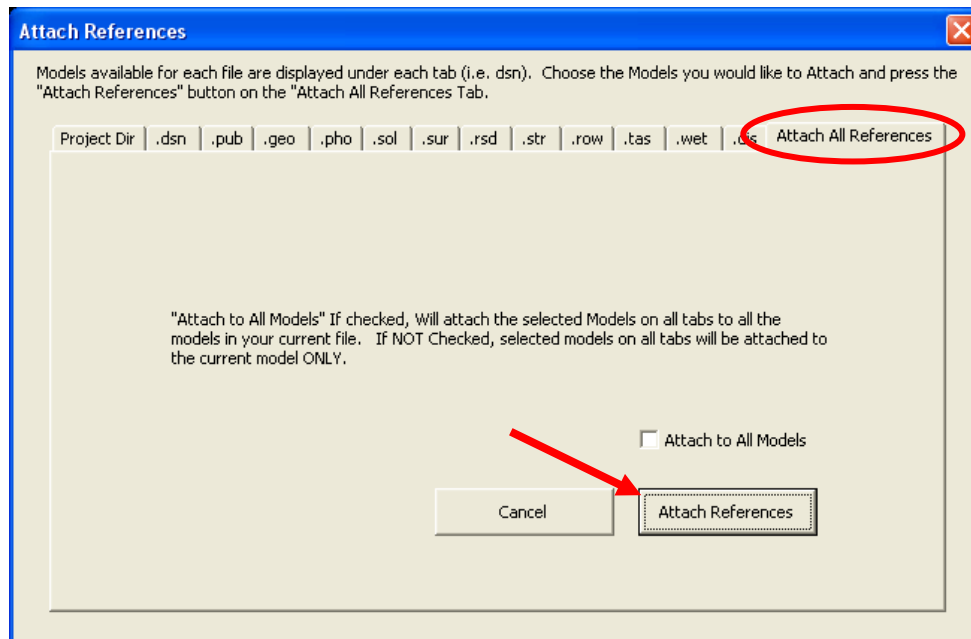 Attach References
Models available for each file are displayed under each tab (i.e. dsn). Choose the Models you would like to Attach and press the
"Attach References" button on the "Attach All References Tab.
Project Dir .dsn .pub .geo .pho .sol .sur .rsd .str .row .tas .wet Attach All References
"Attach to All Models" If checked, Will attach the selected Models on all tabs to all the
models in your current file. If NOT Checked, selected models on all tabs will be attached to
the current model ONLY.
Attach to All Models
Cancel Attach References